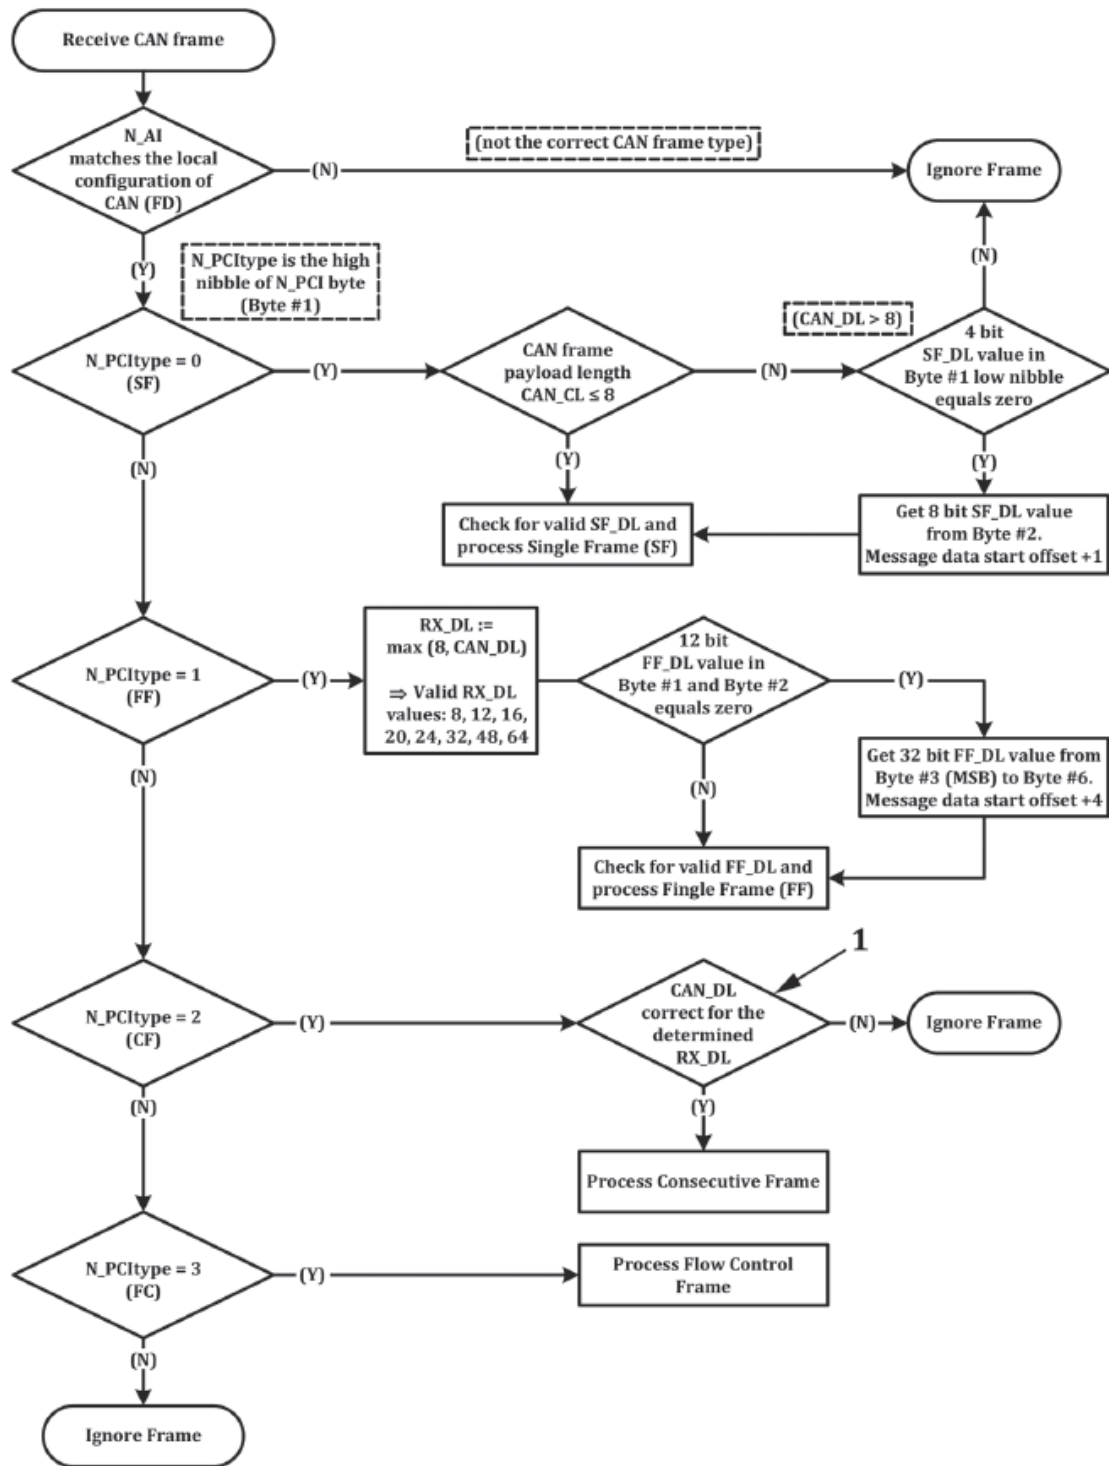 Receive CAN frame
N_AI
matches the local
configuration of
CAN (FD)
(N)
(not the correct CAN frame type)
Ignore Frame
(Y)
N_PCItype is the high
nibble of N_PCI byte
(Byte #1)
(N)
(CAN_DL > 8)
N_PCItype = 0
(SF)
(Y)
CAN frame
payload length
CAN_CL ≤ 8
(N)
4 bit
SF_DL value in
Byte #1 low nibble
equals zero
(N)
(Y)
(Y)
Check for valid SF_DL and
process Single Frame (SF)
Get 8 bit SF_DL value
from Byte #2.
Message data start offset +1
N_PCItype = 1
(FF)
(Y)
RX_DL :=
max (8, CAN_DL)
⇒ Valid RX_DL
values: 8, 12, 16,
20, 24, 32, 48, 64
12 bit
FF_DL value in
Byte #1 and Byte #2
equals zero
(Y)
(N)
(N)
Get 32 bit FF_DL value from
Byte #3 (MSB) to Byte #6.
Message data start offset +4
Check for valid FF_DL and
process Fingle Frame (FF)
1
N_PCItype = 2
(CF)
(Y)
CAN_DL
correct for the
determined
RX_DL
(N)
Ignore Frame
(N)
(Y)
Process Consecutive Frame
N_PCItype = 3
(FC)
(Y)
Process Flow Control
Frame
(N)
Ignore Frame